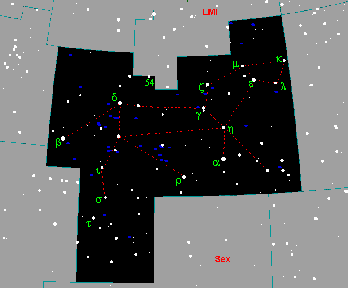 LMi
κ
μ
ε
λ
54
ζ
δ
γ
η
β
α
ι
ρ
σ
τ
Sex